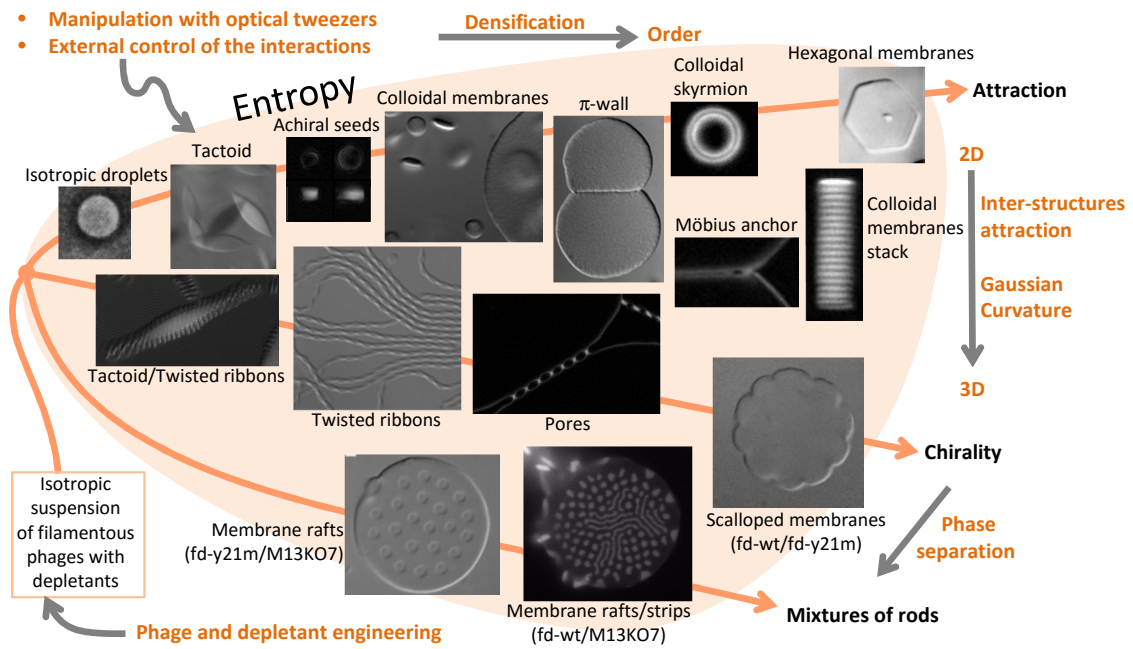 • Manipulation with optical tweezers
• External control of the interactions
Densification
Order
Entropy
Hexagonal membranes
Attraction
Colloidal
skyrmion
π-wall
Colloidal membranes
Achiral seeds
Tactoid
Isotropic droplets
2D
Inter-structures
attraction
Gaussian
Curvature
3D
Colloidal
membranes
stack
Möbius anchor
Tactoid/Twisted ribbons
Twisted ribbons
Pores
Chirality
Scalloped membranes
(fd-wt/fd-y21m)
Phase
separation
Isotropic
suspension
of filamentous
phages with
depletants
Membrane rafts
(fd-y21m/M13KO7)
Membrane rafts/strips
(fd-wt/M13KO7)
Mixtures of rods
Phage and depletant engineering